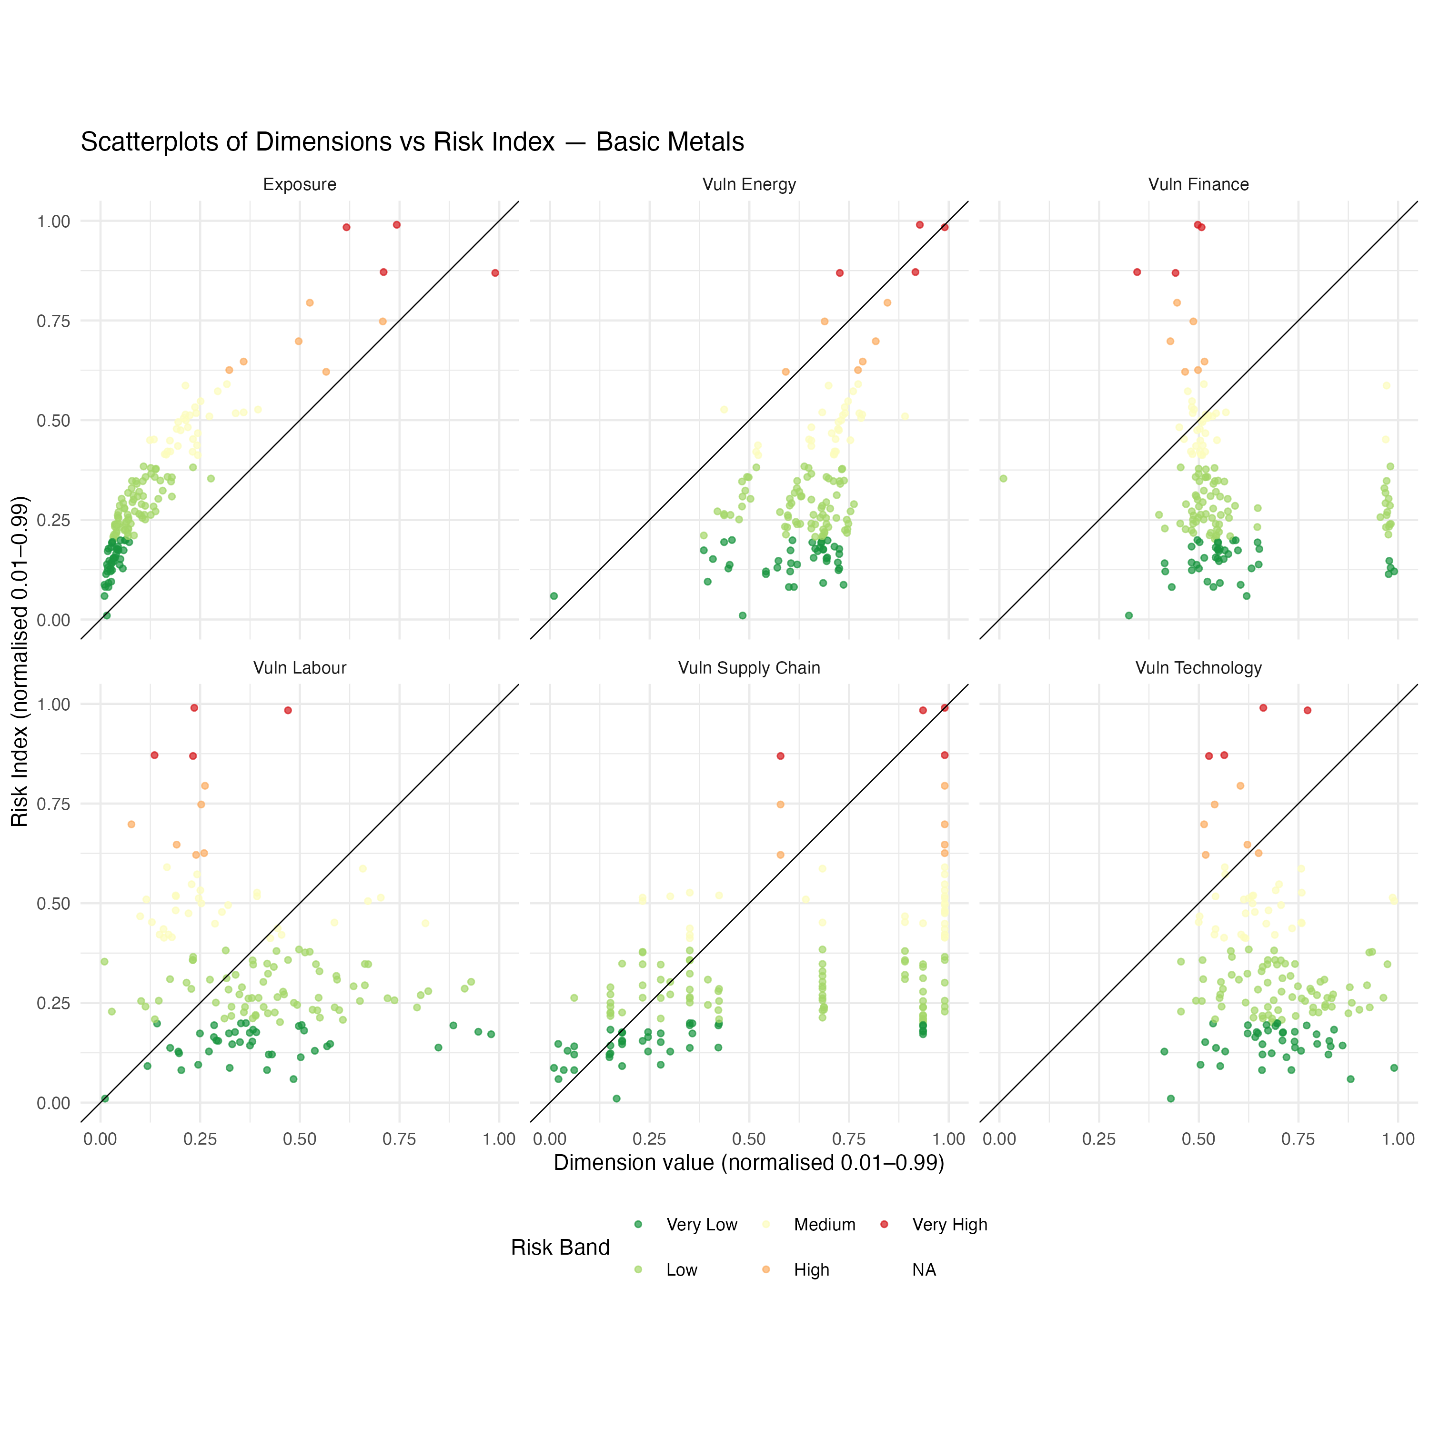 Scatterplots of Dimensions vs Risk Index — Basic Metals
Exposure
Vuln Energy
Vuln Finance
1.00
0.75
0.50
0.25
0.00
Vuln Labour
Vuln Supply Chain
Vuln Technology
1.00
0.75
0.50
0.25
0.00
Risk Index (normalised 0.01–0.99)
0.00 0.25 0.50 0.75 1.00
0.00 0.25 0.50 0.75 1.00
0.00 0.25 0.50 0.75 1.00
Dimension value (normalised 0.01–0.99)
Risk Band
Very Low
Medium
Very High
Low
High
NA